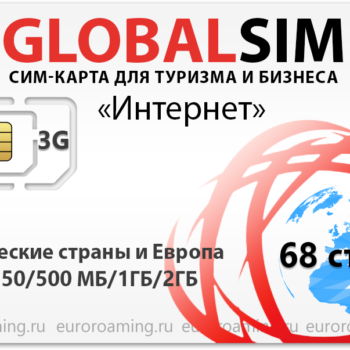 GLOBALSIM
СИМ-КАРТА ДЛЯ ТУРИЗМА И БИЗНЕСА
«Интернет»
3G
еские страны и Европа
68 ст
50/500 МБ/1ГБ/2ГБ
ing.ru euroroaming.ru euroroaming.ru